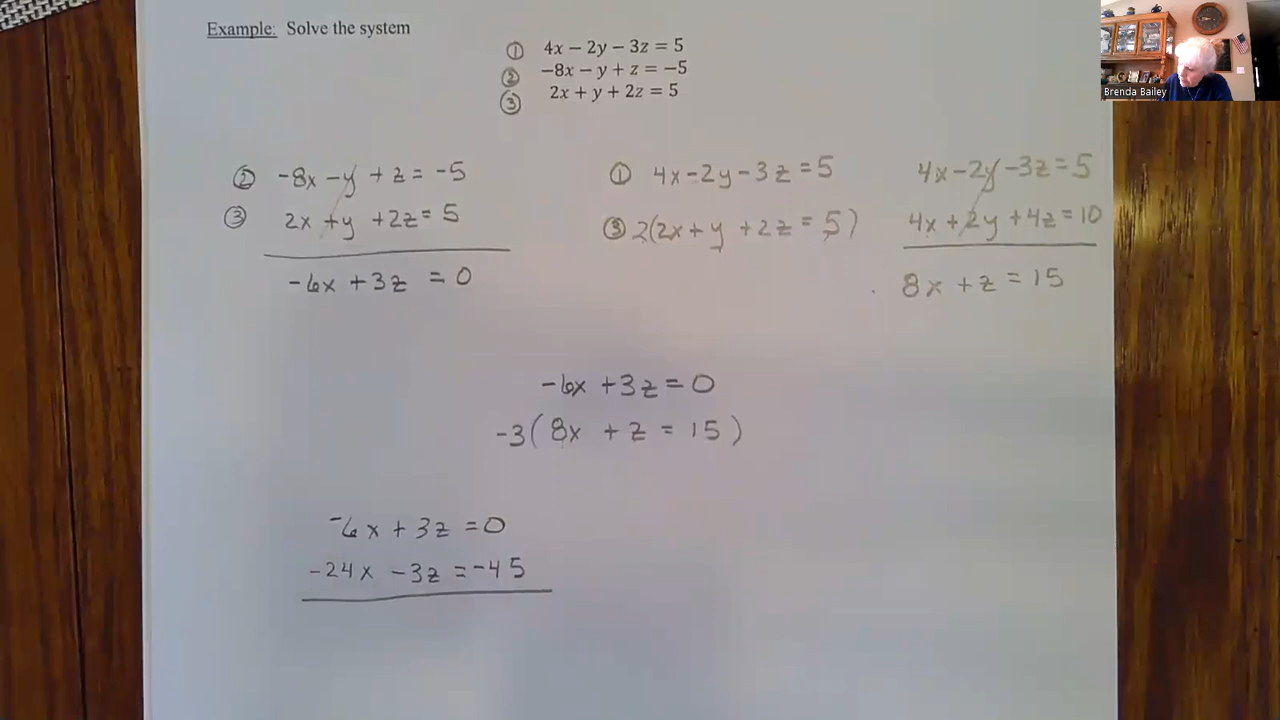 Example: Solve the system
① 4x − 2y − 3z = 5
② −8x − y + z = −5
③ 2x + y + 2z = 5
Brenda Bailey
② -8x - y + z = -5
③ 2x + y + 2z = 5
-6x + 3z = 0
① 4x - 2y - 3z = 5
③ 2(2x + y + 2z = 5)
4x - 2y - 3z = 5
4x + 2y + 4z = 10
8x + z = 15
-6x + 3z = 0
-3(8x + z = 15)
-6x + 3z = 0
-24x - 3z = -45